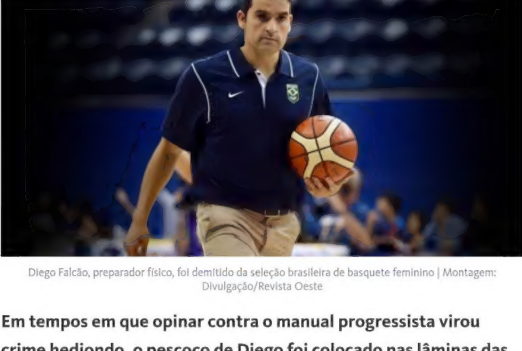 Diego Falcão, preparador físico, foi demitido da seleção brasileira de basquete feminino | Montagem:
Divulgação/Revista Oeste
Em tempos em que opinar contra o manual progressista virou
crime hediondo, o pescoço de Diego foi colocado nas lâminas das